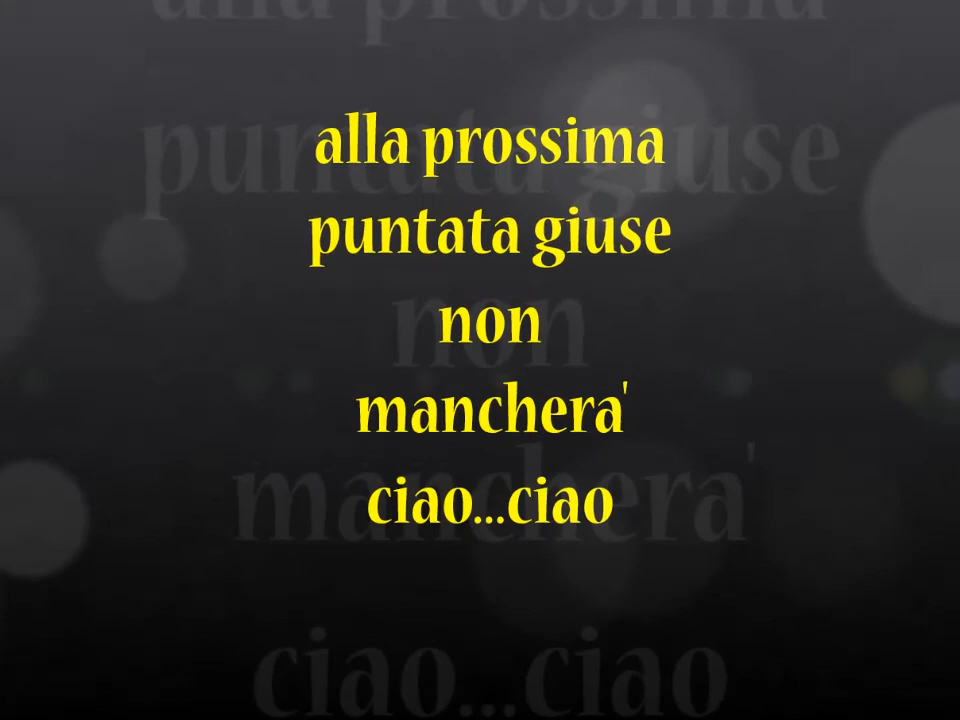 alla prossima
puntata giuse
non
manchera'
ciao...ciao